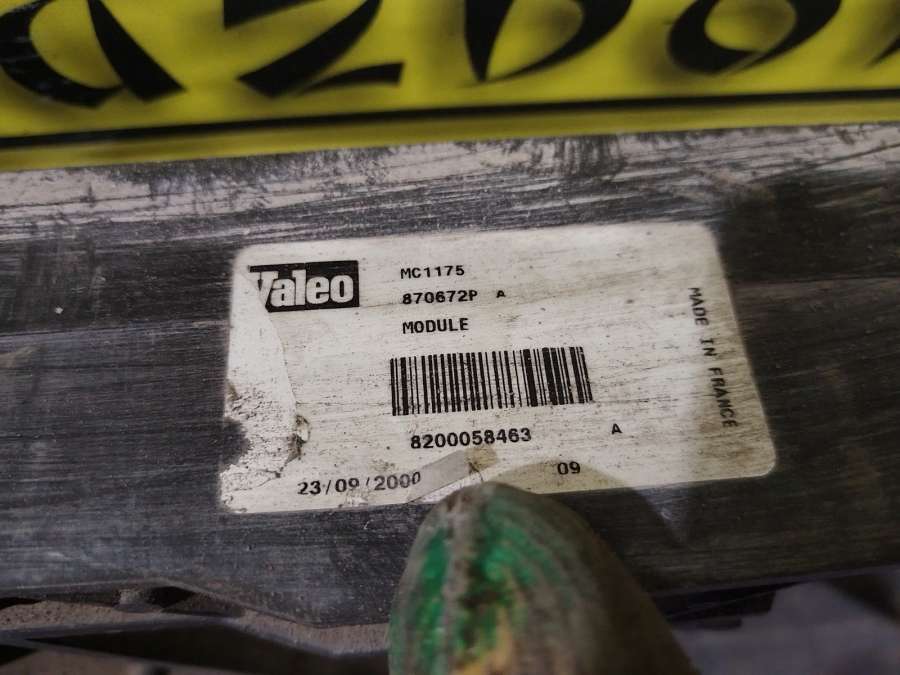 Valeo
MC1175
870672P A
MODULE
MADE IN FRANCE
8200058463 A
23/09/2000 09